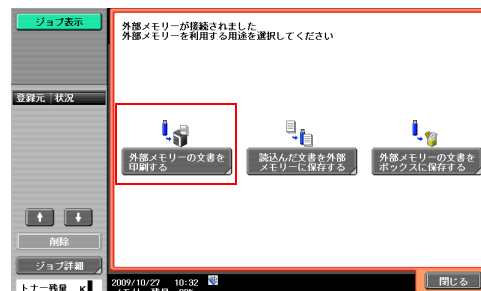 ジョブ表示
外部メモリーが接続されました
外部メモリーを利用する用途を選択してください
登録元 状況
外部メモリーの文書を
印刷する
読込んだ文書を外部
メモリーに保存する
外部メモリーの文書を
ボックスに保存する
削除
ジョブ詳細
トナー残量 K
2009/10/27 10:32
閉じる